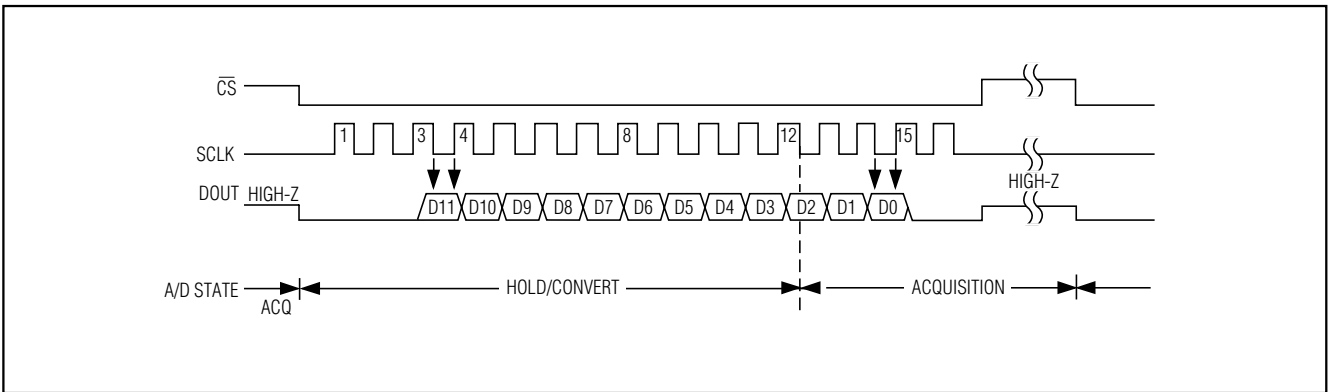 C̅S̅
1 3 4 8 12 15
SCLK
DOUT HIGH-Z HIGH-Z
D11 D10 D9 D8 D7 D6 D5 D4 D3 D2 D1 D0
A/D STATE HOLD/CONVERT ACQUISITION
ACQ